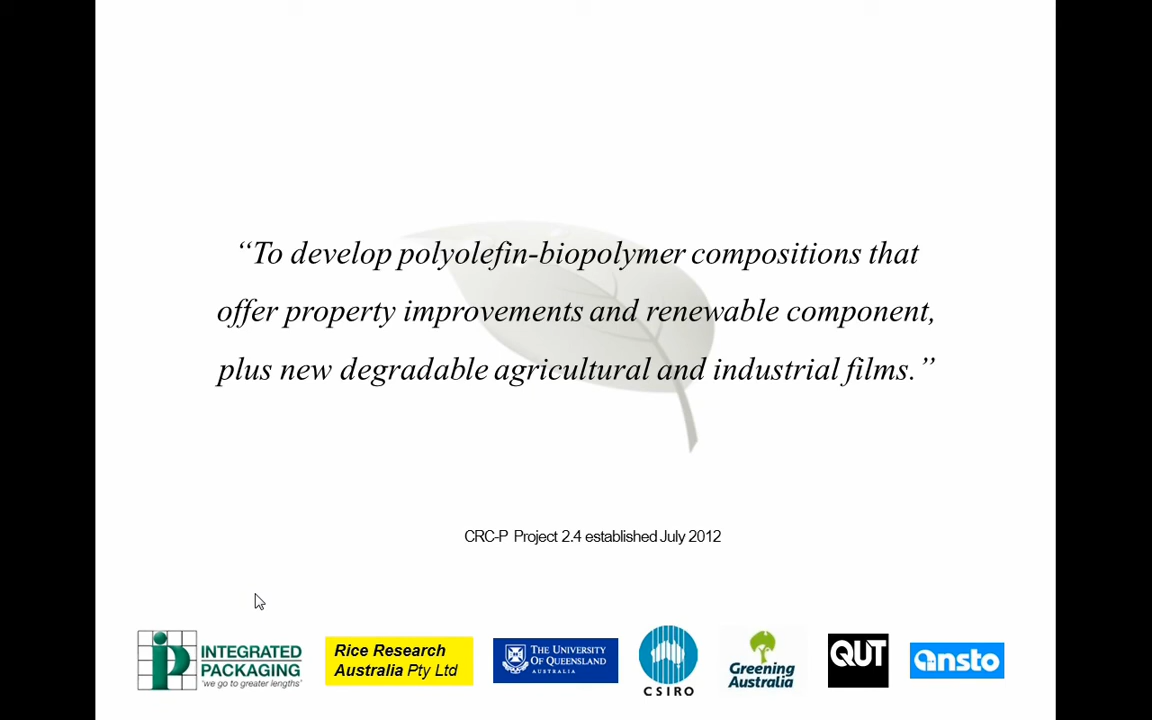 “To develop polyolefin-biopolymer compositions that
offer property improvements and renewable component,
plus new degradable agricultural and industrial films.”
CRC-P Project 2.4 established July 2012
iP INTEGRATED
PACKAGING
'we go to greater lengths'
Rice Research
Australia Pty Ltd
THE UNIVERSITY
OF QUEENSLAND
AUSTRALIA
CSIRO
Greening
Australia
QUT
ansto